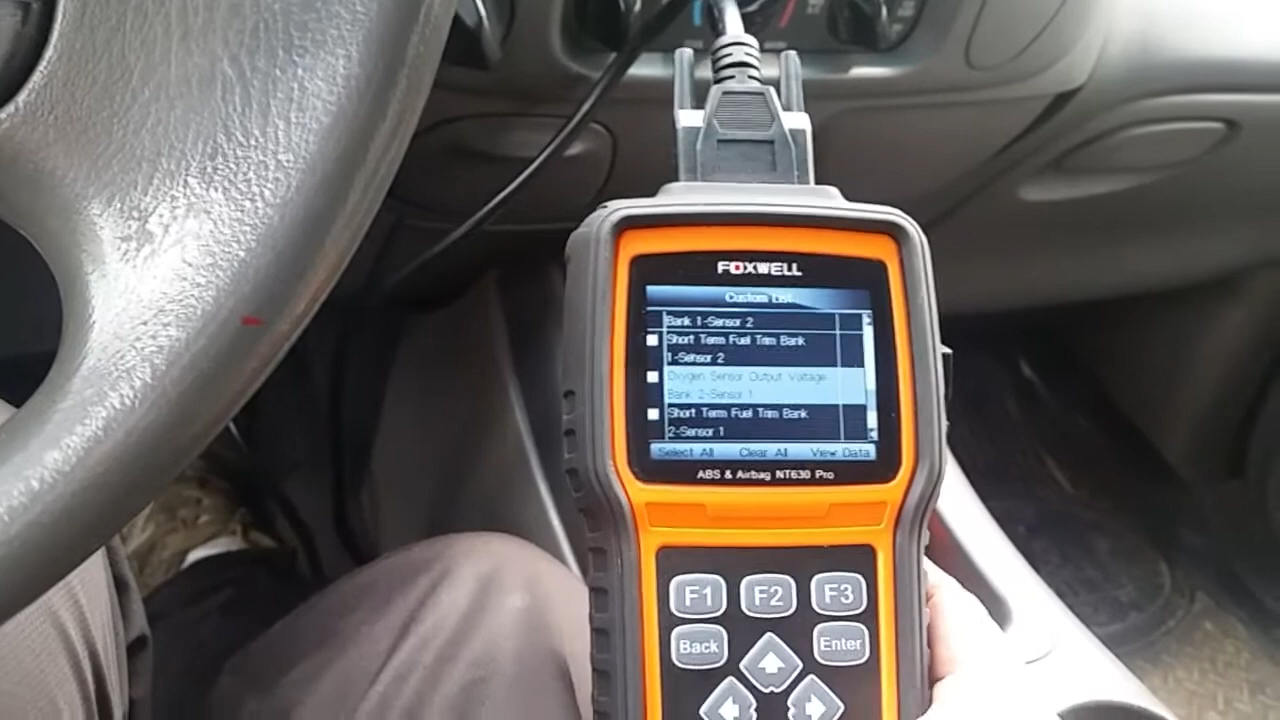 FOXWELL
Custom List
Bank 1-Sensor 2
Short Term Fuel Trim Bank
1-Sensor 2
Oxygen Sensor Output Voltage
Bank 2-Sensor 1
Short Term Fuel Trim Bank
2-Sensor 1
Select All Clear All View Data
ABS & Airbag NT630 Pro
F1 F2 F3
Back Enter